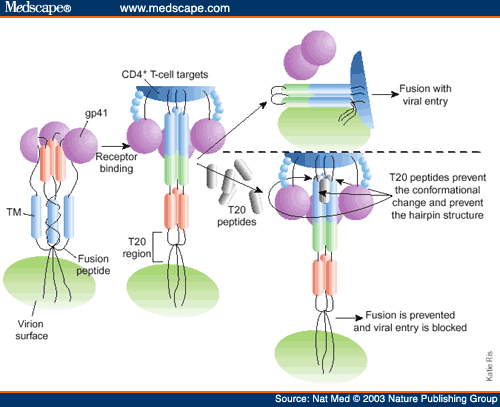 Medscape® www.medscape.com
CD4+ T-cell targets
gp41
Fusion with
viral entry
Receptor
binding
T20 peptides prevent
the conformational
change and prevent
the hairpin structure
TM
T20
peptides
T20
region
Fusion
peptide
Virion
surface
Fusion is prevented
and viral entry is blocked
Katie Ris
Source: Nat Med © 2003 Nature Publishing Group